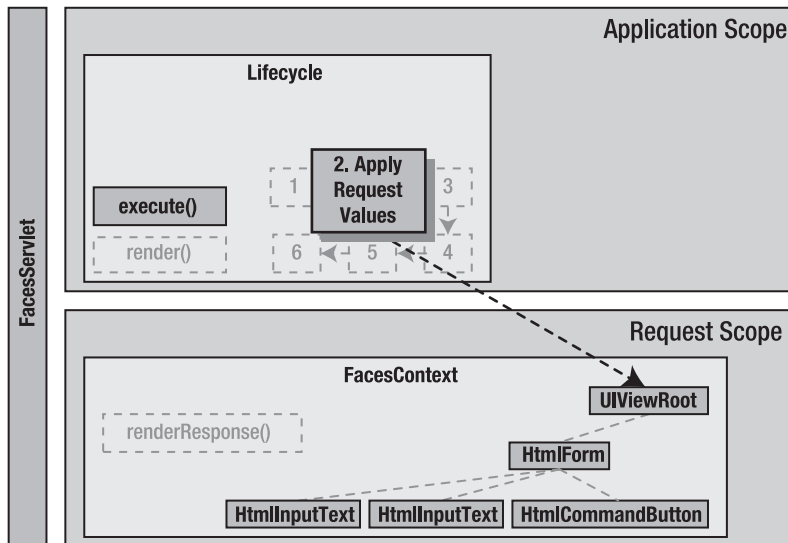 FacesServlet
Application Scope
Lifecycle
execute()
render()
1
2. Apply
Request
Values
3
6
5
4
Request Scope
FacesContext
renderResponse()
UIViewRoot
HtmlForm
HtmlInputText
HtmlInputText
HtmlCommandButton